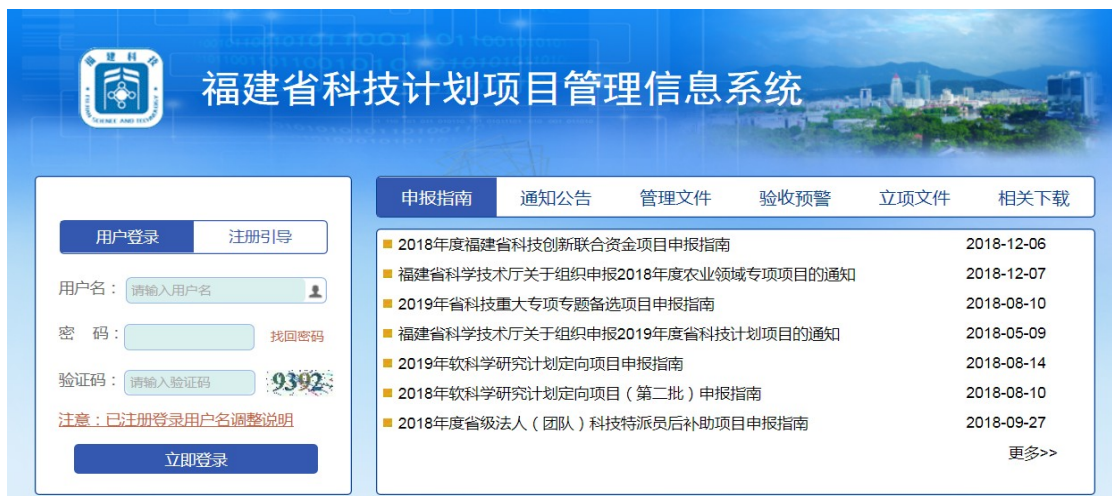 福建科技
FUJIAN SCIENCE AND TECHNOLOGY
福建省科技计划项目管理信息系统
用户登录 注册引导
用户名： 请输入用户名
密 码： 找回密码
验证码： 请输入验证码 9392
注意：已注册登录用户名调整说明
立即登录
申报指南 通知公告 管理文件 验收预警 立项文件 相关下载
2018年度福建省科技创新联合资金项目申报指南 2018-12-06
福建省科学技术厅关于组织申报2018年度农业领域专项项目的通知 2018-12-07
2019年省科技重大专项专题备选项目申报指南 2018-08-10
福建省科学技术厅关于组织申报2019年度省科技计划项目的通知 2018-05-09
2019年软科学研究计划定向项目申报指南 2018-08-14
2018年软科学研究计划定向项目（第二批）申报指南 2018-08-10
2018年度省级法人（团队）科技特派员后补助项目申报指南 2018-09-27
更多>>